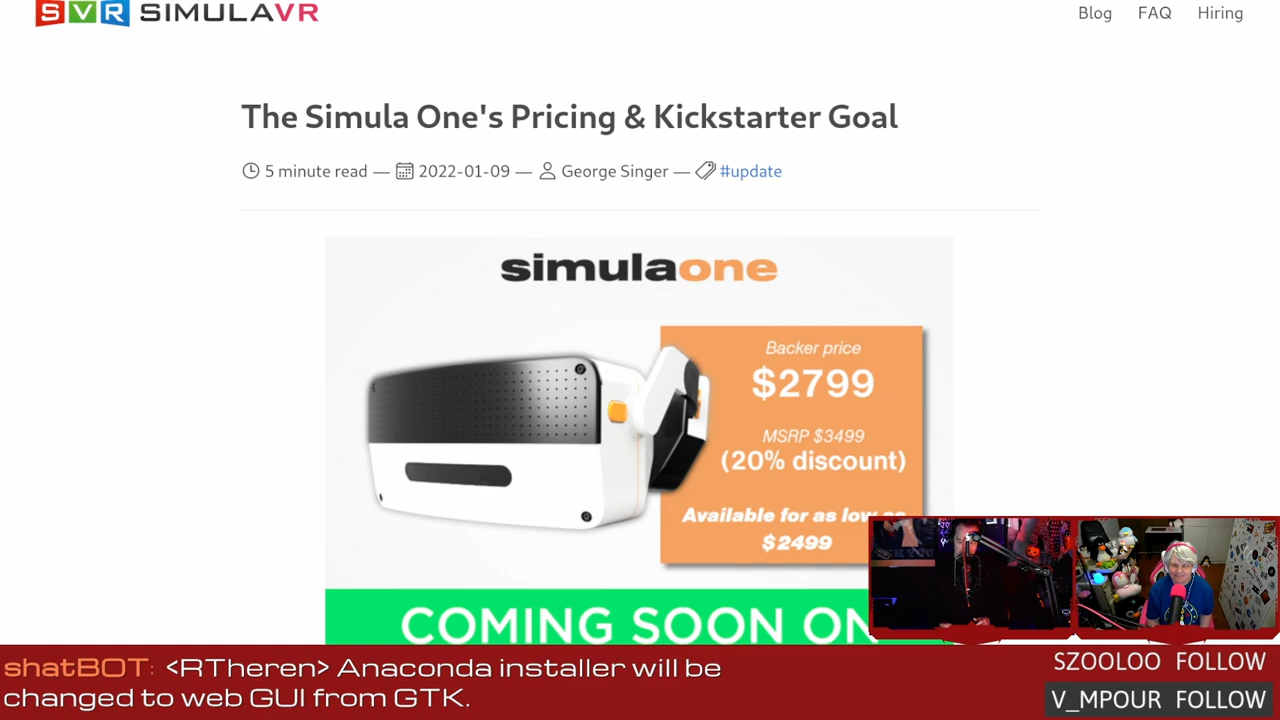 SVR SIMULAVR
Blog FAQ Hiring
The Simula One's Pricing & Kickstarter Goal
5 minute read — 2022-01-09 — George Singer — #update
simulaone
Backer price
$2799
MSRP $3499
(20% discount)
Available for as low as
$2499
COMING SOON ON
shatBOT: <RTheren> Anaconda installer will be
changed to web GUI from GTK.
SZOOLOO FOLLOW
V_MPOUR FOLLOW